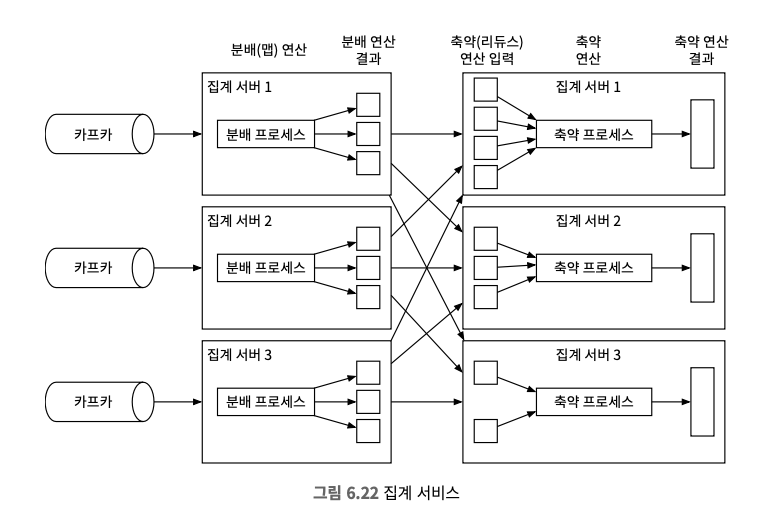 분배(맵) 연산
분배 연산
결과
축약(리듀스)
연산 입력
축약
연산
축약 연산
결과
카프카
집계 서버 1
분배 프로세스
집계 서버 1
축약 프로세스
카프카
집계 서버 2
분배 프로세스
집계 서버 2
축약 프로세스
카프카
집계 서버 3
분배 프로세스
집계 서버 3
축약 프로세스
그림 6.22 집계 서비스